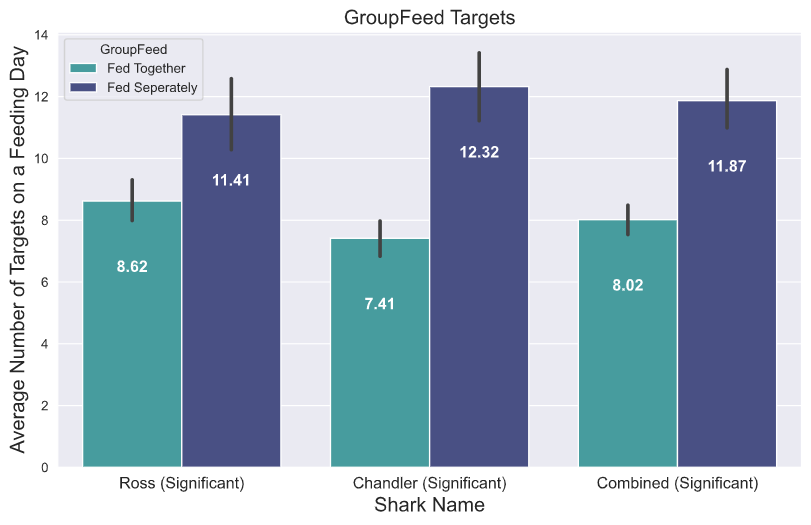 GroupFeed Targets
Average Number of Targets on a Feeding Day
14
12
10
8
6
4
2
0
GroupFeed
Fed Together
Fed Seperately
8.62
11.41
7.41
12.32
8.02
11.87
Ross (Significant)
Chandler (Significant)
Combined (Significant)
Shark Name